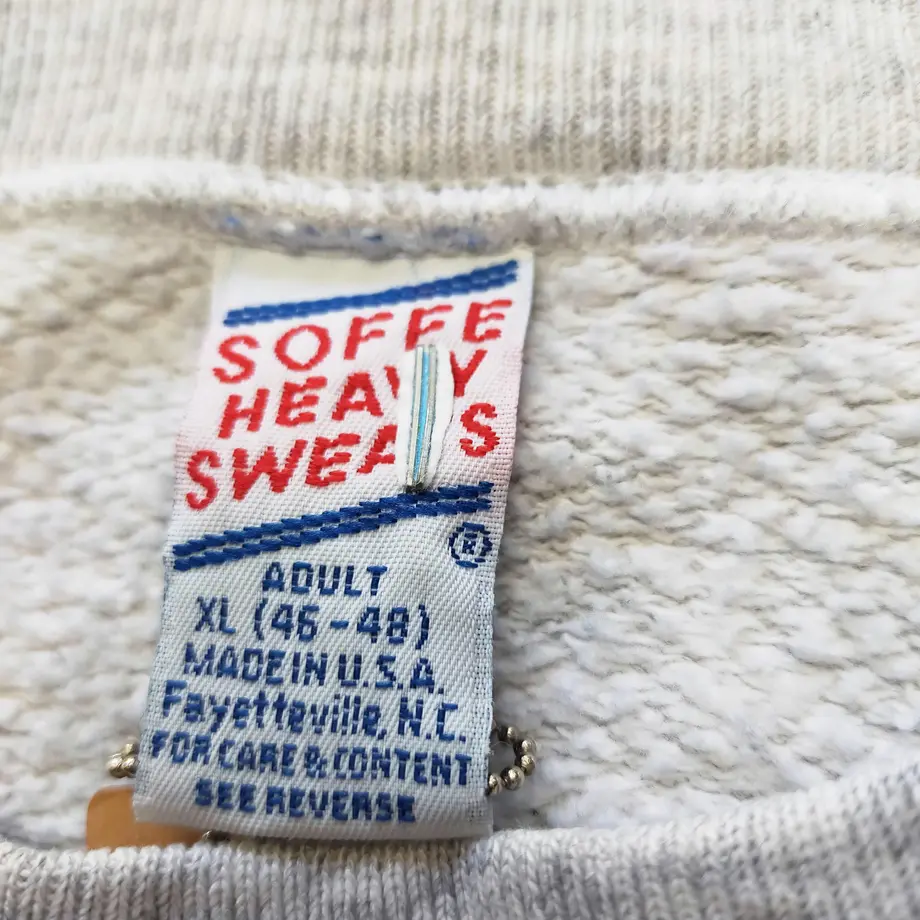 SOFFE
HEAVY
SWEATS
®
ADULT
XL (46-48)
MADE IN U.S.A.
Fayetteville, N.C.
FOR CARE & CONTENT
SEE REVERSE